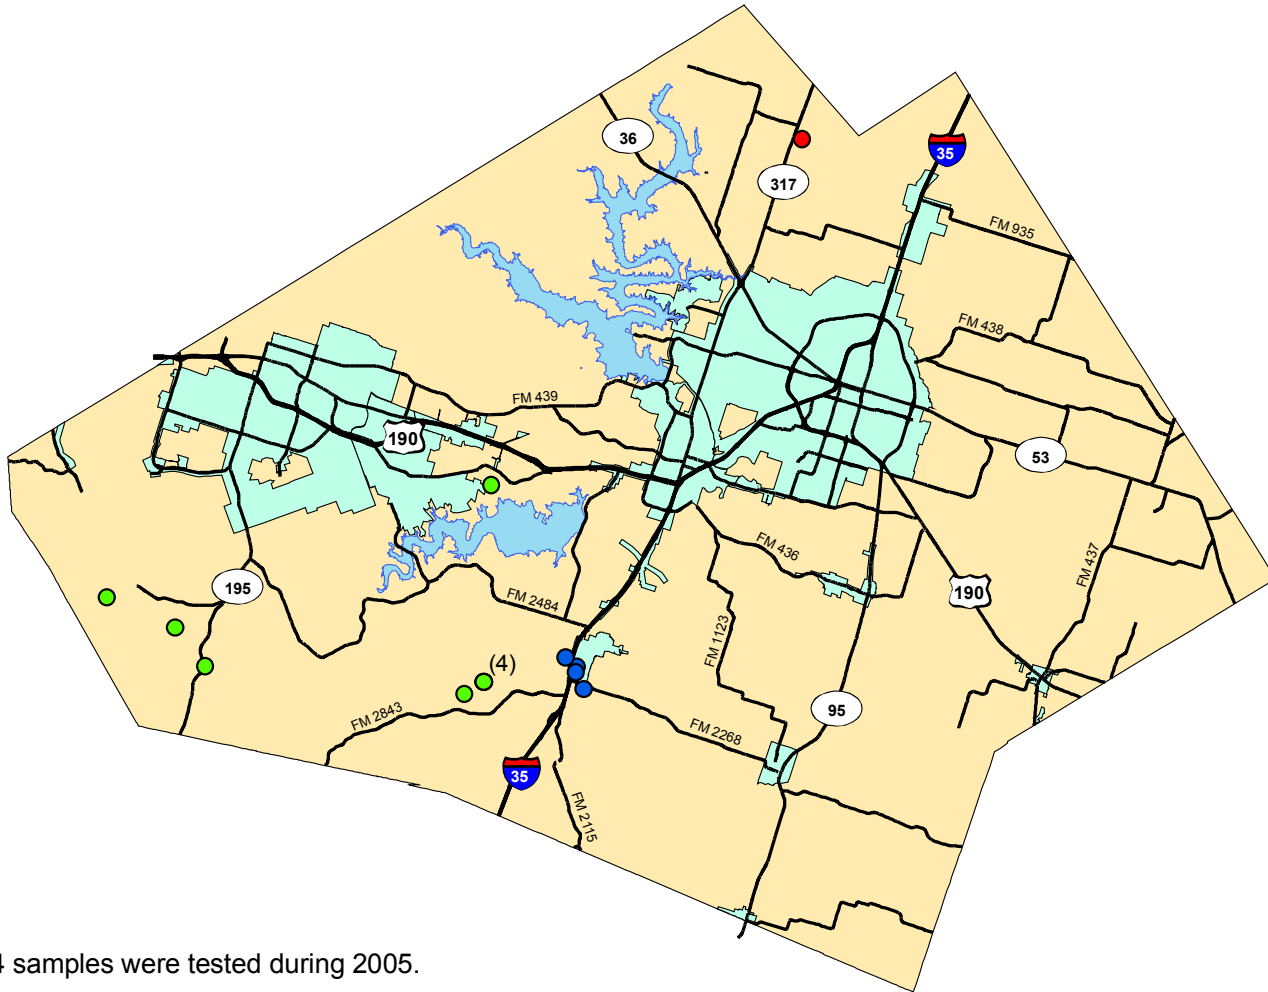 36
35
317
FM 935
FM 438
FM 439
190
53
FM 436
FM 437
195
190
FM 2484
FM 1123
(4)
95
FM 2843
FM 2268
35
FM 2115
4 samples were tested during 2005.